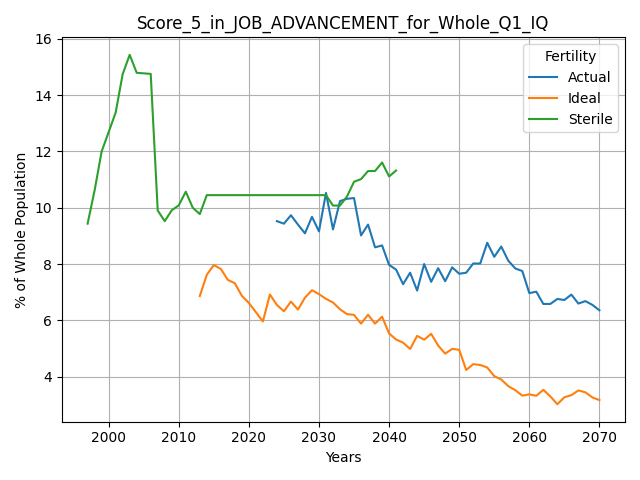 Score_5_in_JOB_ADVANCEMENT_for_Whole_Q1_IQ
Fertility
Actual
Ideal
Sterile
% of Whole Population
16
14
12
10
8
6
4
2000 2010 2020 2030 2040 2050 2060 2070
Years